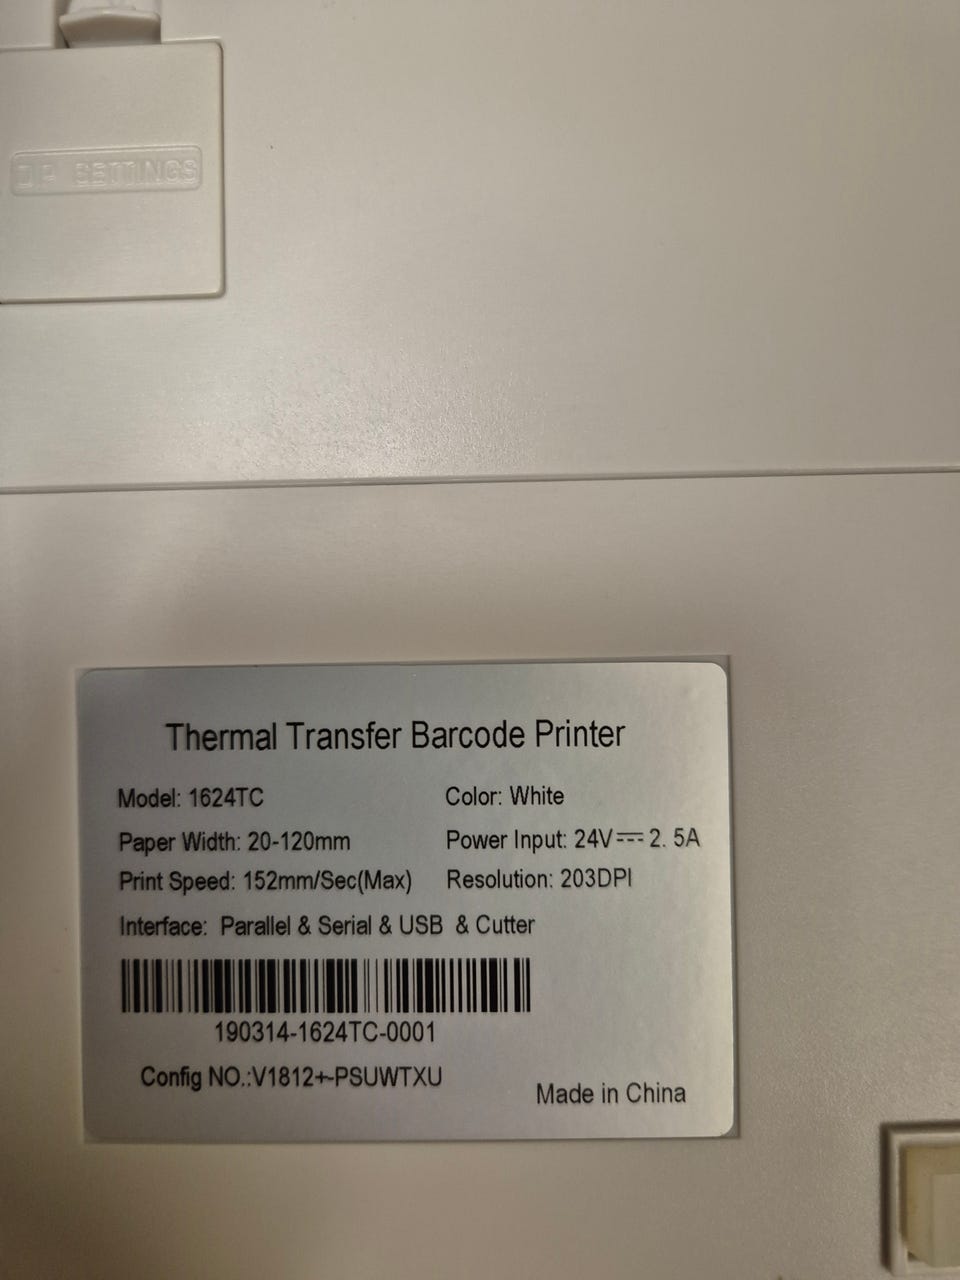 DIP SETTINGS
Thermal Transfer Barcode Printer
Model: 1624TC Color: White
Paper Width: 20-120mm Power Input: 24V⎓2. 5A
Print Speed: 152mm/Sec(Max) Resolution: 203DPI
Interface: Parallel & Serial & USB & Cutter
190314-1624TC-0001
Config NO.:V1812+-PSUWTXU
Made in China